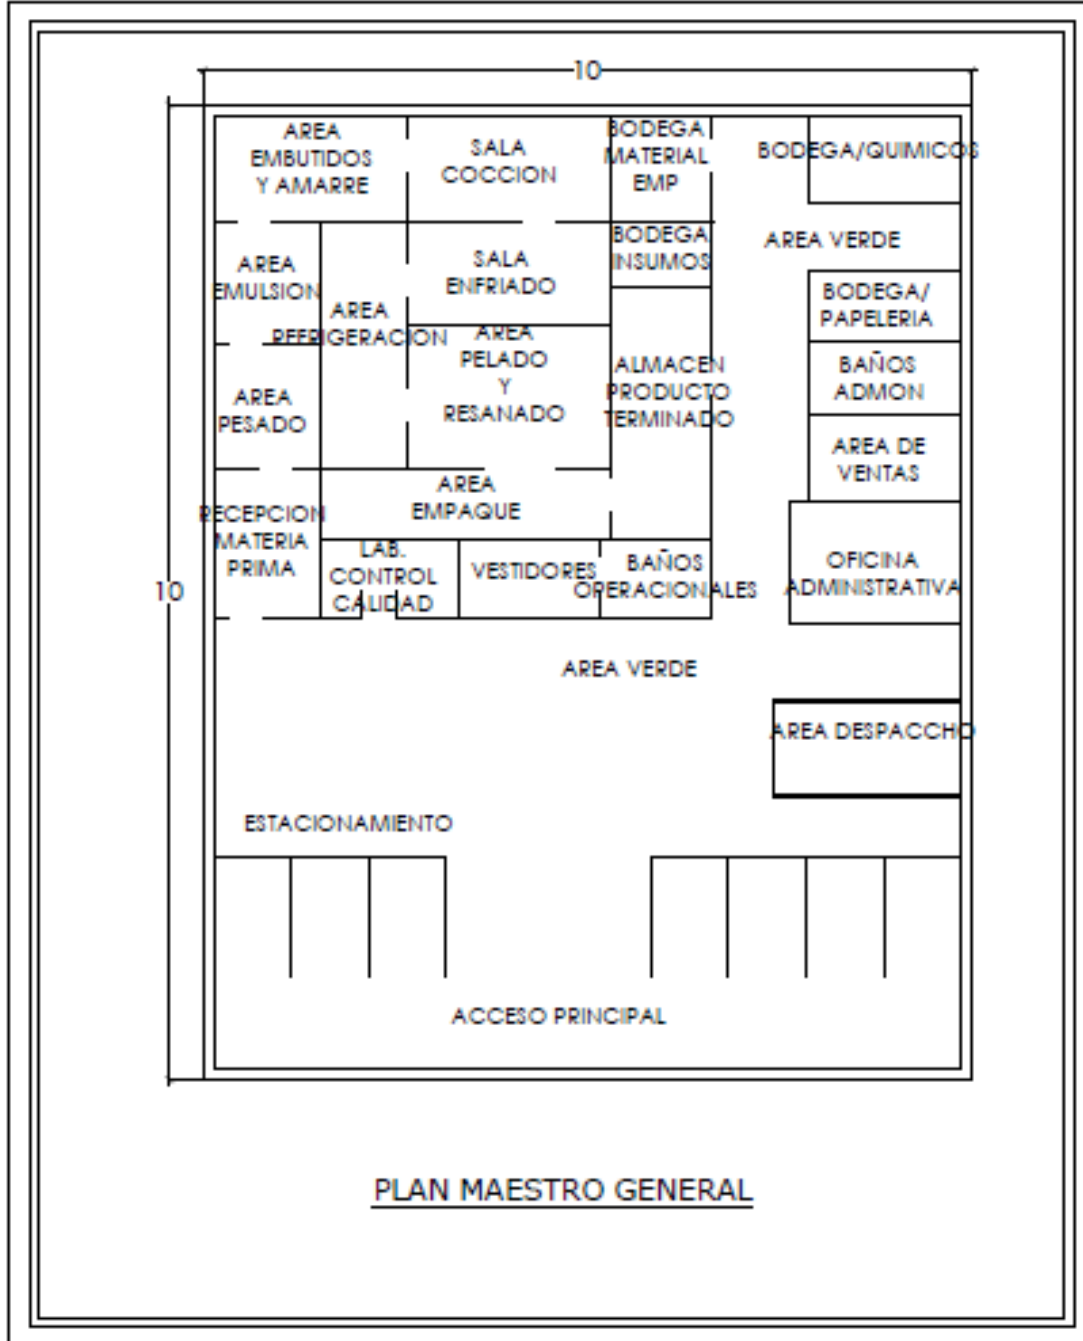 10
AREA
EMBUTIDOS
Y AMARRE
SALA
COCCION
BODEGA
MATERIAL
EMP
BODEGA/QUIMICOS
AREA
EMULSION
AREA
REFRIGERACION
SALA
ENFRIADO
BODEGA
INSUMOS
AREA VERDE
BODEGA/
PAPELERIA
AREA
PESADO
AREA
PELADO
Y
RESANADO
ALMACEN
PRODUCTO
TERMINADO
BAÑOS
ADMON
AREA DE
VENTAS
RECEPCION
MATERIA
PRIMA
AREA
EMPAQUE
LAB.
CONTROL
CALIDAD
VESTIDORES
BAÑOS
OPERACIONALES
OFICINA
ADMINISTRATIVA
10
AREA VERDE
AREA DESPACCHO
ESTACIONAMIENTO
ACCESO PRINCIPAL
PLAN MAESTRO GENERAL